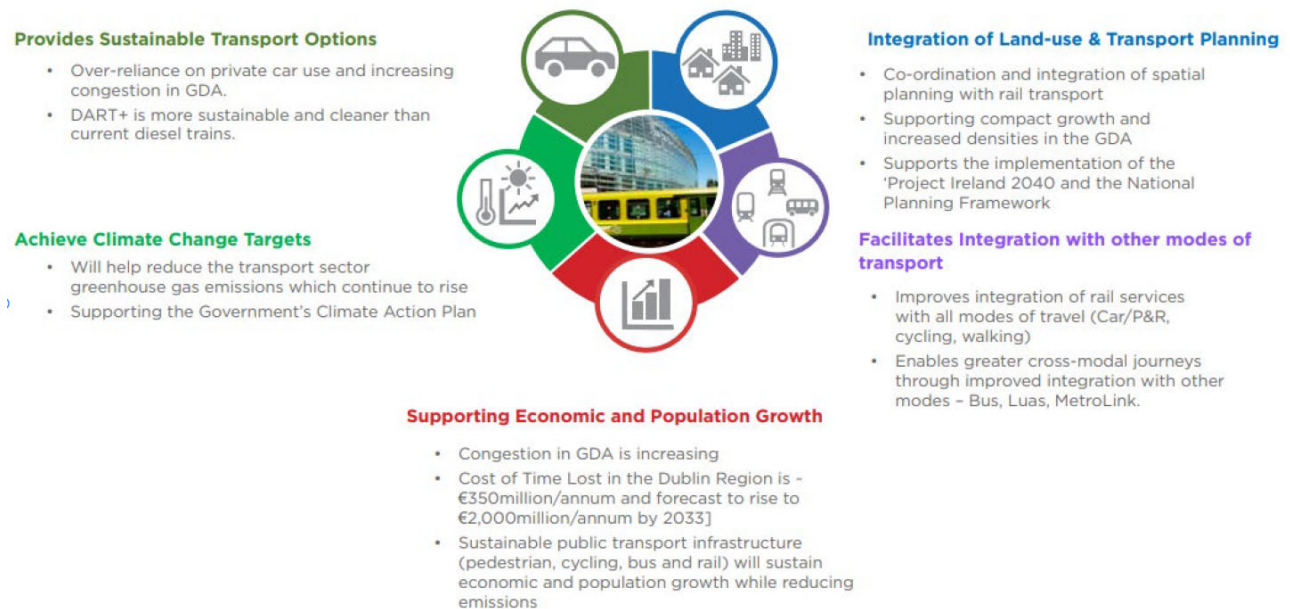 Provides Sustainable Transport Options
• Over-reliance on private car use and increasing
congestion in GDA.
• DART+ is more sustainable and cleaner than
current diesel trains.
Achieve Climate Change Targets
• Will help reduce the transport sector
greenhouse gas emissions which continue to rise
• Supporting the Government's Climate Action Plan
Integration of Land-use & Transport Planning
• Co-ordination and integration of spatial
planning with rail transport
• Supporting compact growth and
increased densities in the GDA
• Supports the implementation of the
'Project Ireland 2040 and the National
Planning Framework
Facilitates Integration with other modes of
transport
• Improves integration of rail services
with all modes of travel (Car/P&R,
cycling, walking)
• Enables greater cross-modal journeys
through improved integration with other
modes – Bus, Luas, MetroLink.
Supporting Economic and Population Growth
• Congestion in GDA is increasing
• Cost of Time Lost in the Dublin Region is ~
€350million/annum and forecast to rise to
€2,000million/annum by 2033]
• Sustainable public transport infrastructure
(pedestrian, cycling, bus and rail) will sustain
economic and population growth while reducing
emissions